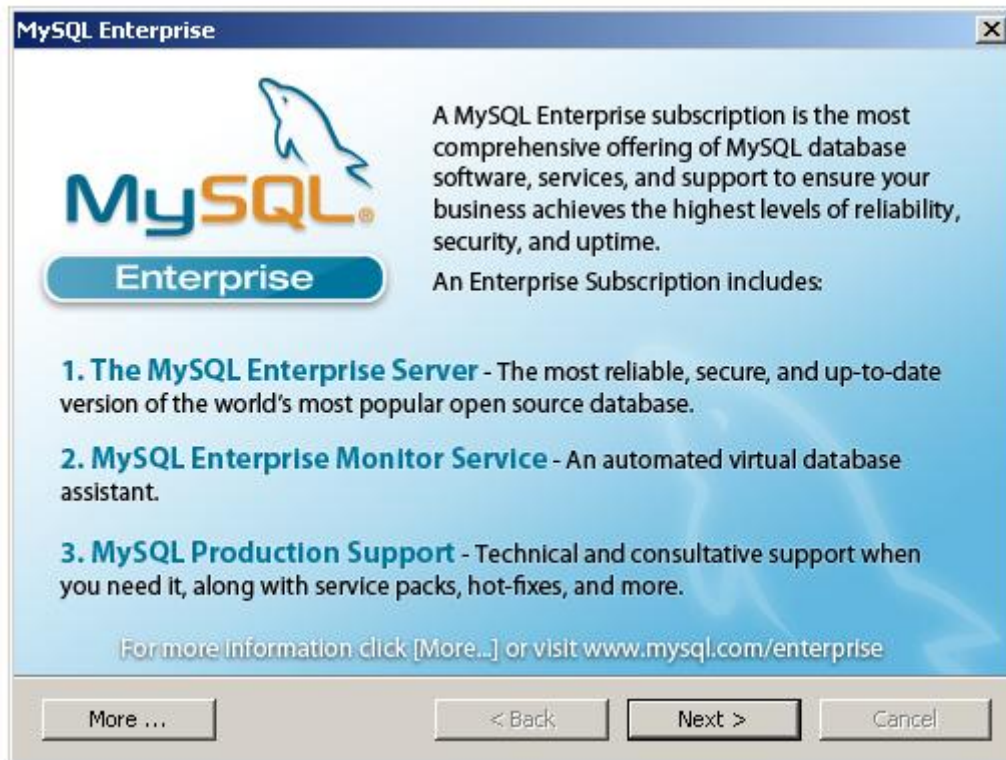 MySQL Enterprise
MySQL®
Enterprise
A MySQL Enterprise subscription is the most
comprehensive offering of MySQL database
software, services, and support to ensure your
business achieves the highest levels of reliability,
security, and uptime.
An Enterprise Subscription includes:
1. The MySQL Enterprise Server - The most reliable, secure, and up-to-date
version of the world's most popular open source database.
2. MySQL Enterprise Monitor Service - An automated virtual database
assistant.
3. MySQL Production Support - Technical and consultative support when
you need it, along with service packs, hot-fixes, and more.
For more information click [More...] or visit www.mysql.com/enterprise
More ...
< Back
Next >
Cancel